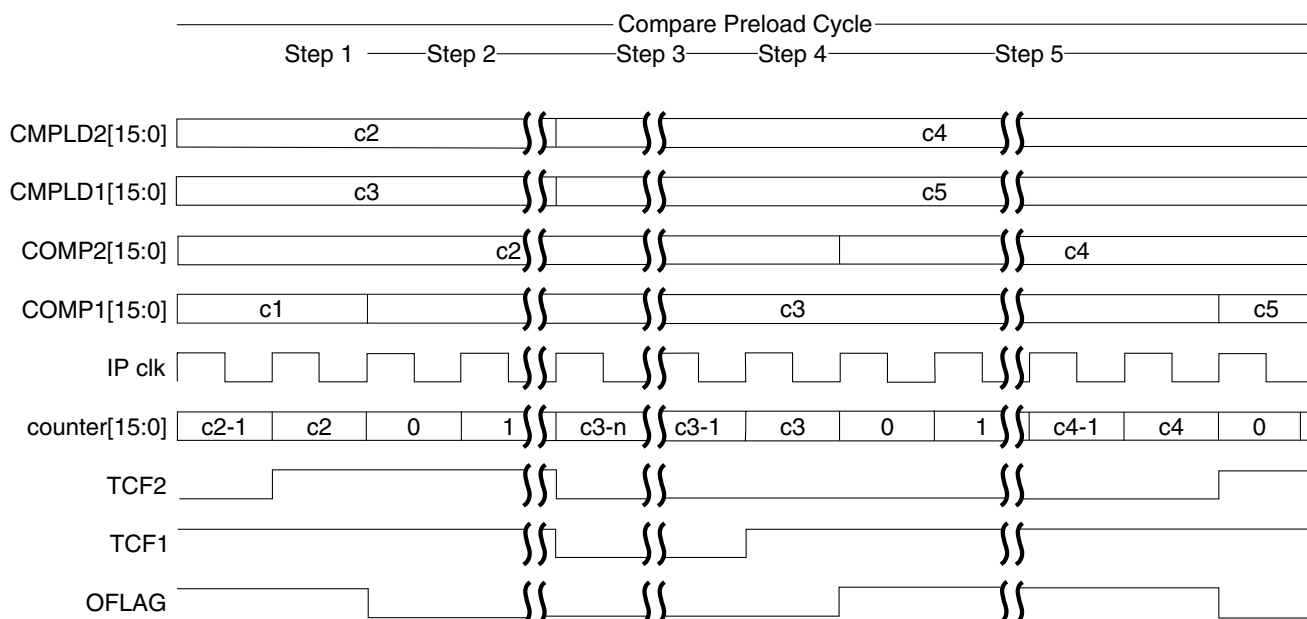 Compare Preload Cycle
Step 1 Step 2 Step 3 Step 4 Step 5
CMPLD2[15:0] c2 c4
CMPLD1[15:0] c3 c5
COMP2[15:0] c2 c4
COMP1[15:0] c1 c3 c5
IP clk
counter[15:0] c2-1 c2 0 1 c3-n c3-1 c3 0 1 c4-1 c4 0
TCF2
TCF1
OFLAG